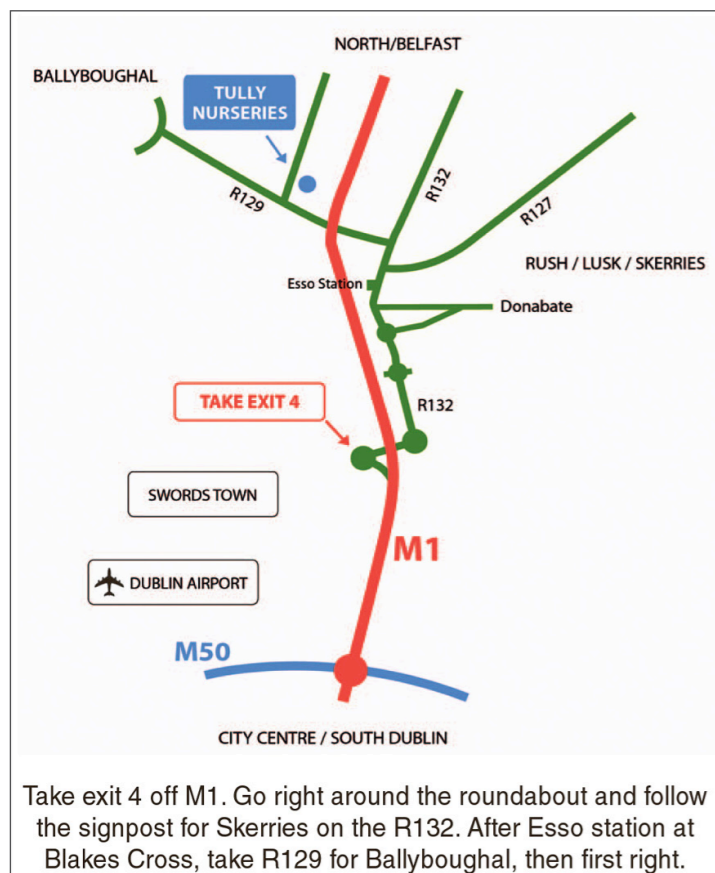 NORTH/BELFAST
BALLYBOUGHAL
TULLY
NURSERIES
R129
R132
R127
RUSH / LUSK / SKERRIES
Esso Station
Donabate
TAKE EXIT 4
R132
SWORDS TOWN
M1
DUBLIN AIRPORT
M50
CITY CENTRE / SOUTH DUBLIN
Take exit 4 off M1. Go right around the roundabout and follow
the signpost for Skerries on the R132. After Esso station at
Blakes Cross, take R129 for Ballyboughal, then first right.